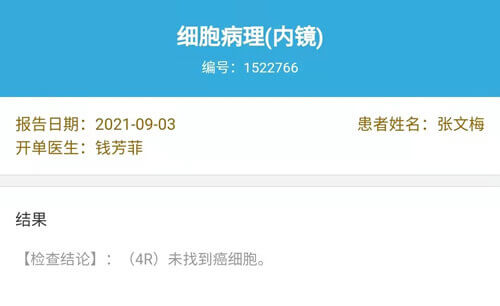 细胞病理(内镜)
编号：1522766
报告日期：2021-09-03 患者姓名：张文梅
开单医生：钱芳菲
结果
【检查结论】：（4R）未找到癌细胞。